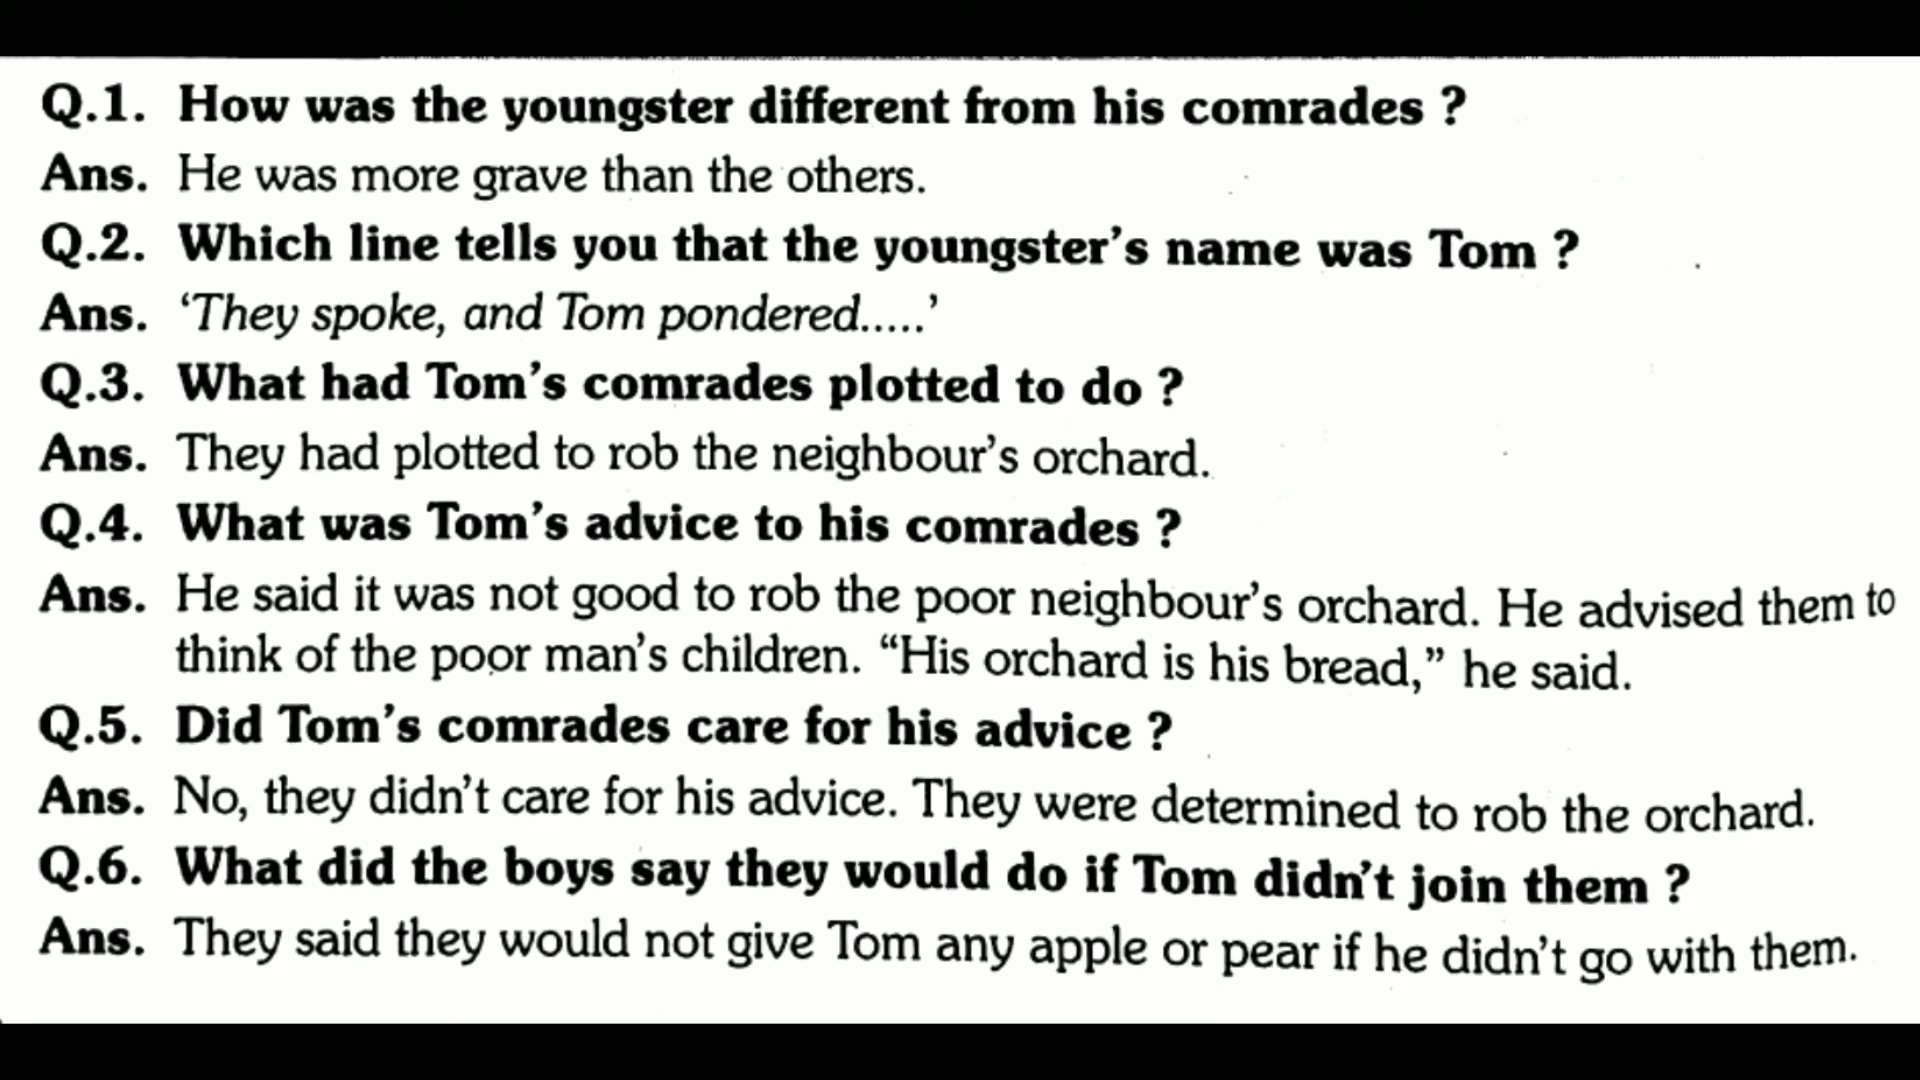 Q.1. How was the youngster different from his comrades ?
Ans. He was more grave than the others.
Q.2. Which line tells you that the youngster's name was Tom ?
Ans. 'They spoke, and Tom pondered.....'
Q.3. What had Tom's comrades plotted to do ?
Ans. They had plotted to rob the neighbour's orchard.
Q.4. What was Tom's advice to his comrades ?
Ans. He said it was not good to rob the poor neighbour's orchard. He advised them to
think of the poor man's children. “His orchard is his bread,” he said.
Q.5. Did Tom's comrades care for his advice ?
Ans. No, they didn't care for his advice. They were determined to rob the orchard.
Q.6. What did the boys say they would do if Tom didn't join them ?
Ans. They said they would not give Tom any apple or pear if he didn't go with them.